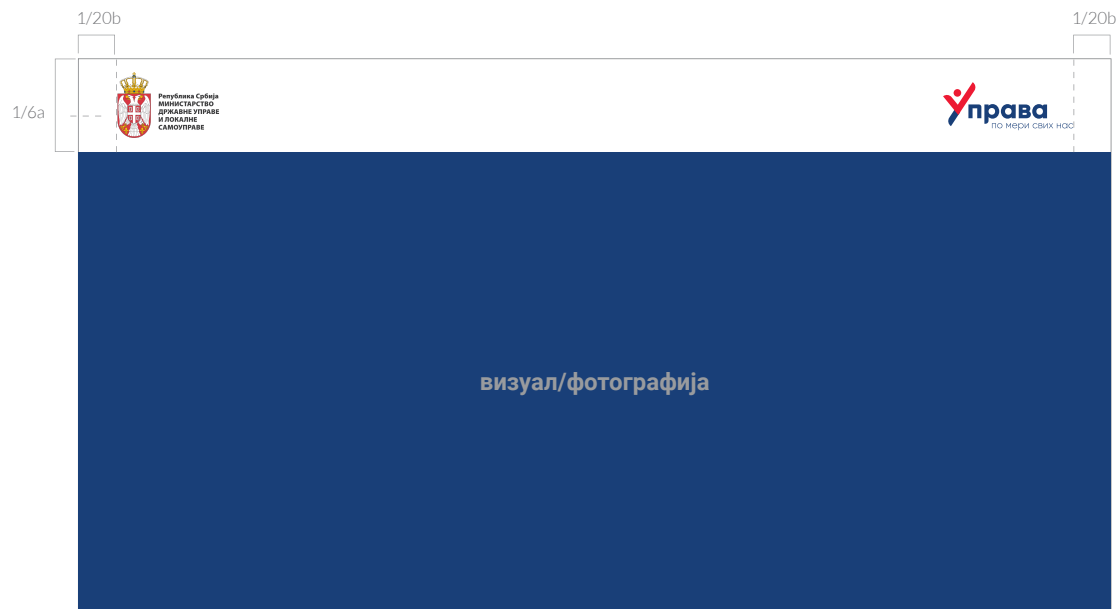 1/20b
1/20b
1/6a
Република Србија
МИНИСТАРСТВО
ДРЖАВНЕ УПРАВЕ
И ЛОКАЛНЕ
САМОУПРАВЕ
Управа
по мери свих нас
визуал/фотографија